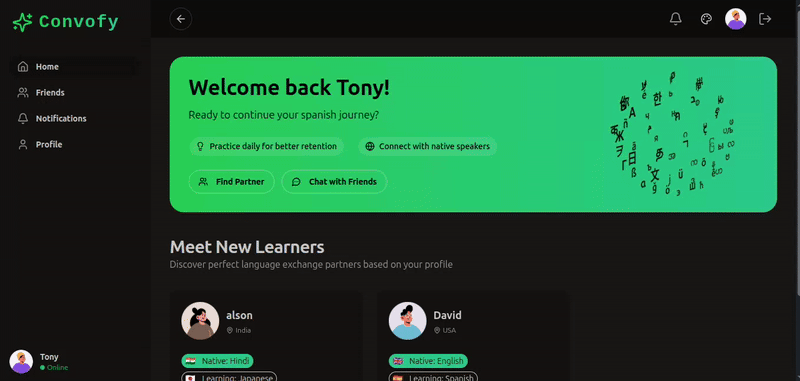 Convofy
Home
Friends
Notifications
Profile
Welcome back Tony!
Ready to continue your spanish journey?
Practice daily for better retention
Connect with native speakers
Find Partner
Chat with Friends
Meet New Learners
Discover perfect language exchange partners based on your profile
alson
India
Native: Hindi
Learning: Japanese
David
USA
Native: English
Learning: Spanish
Tony
Online